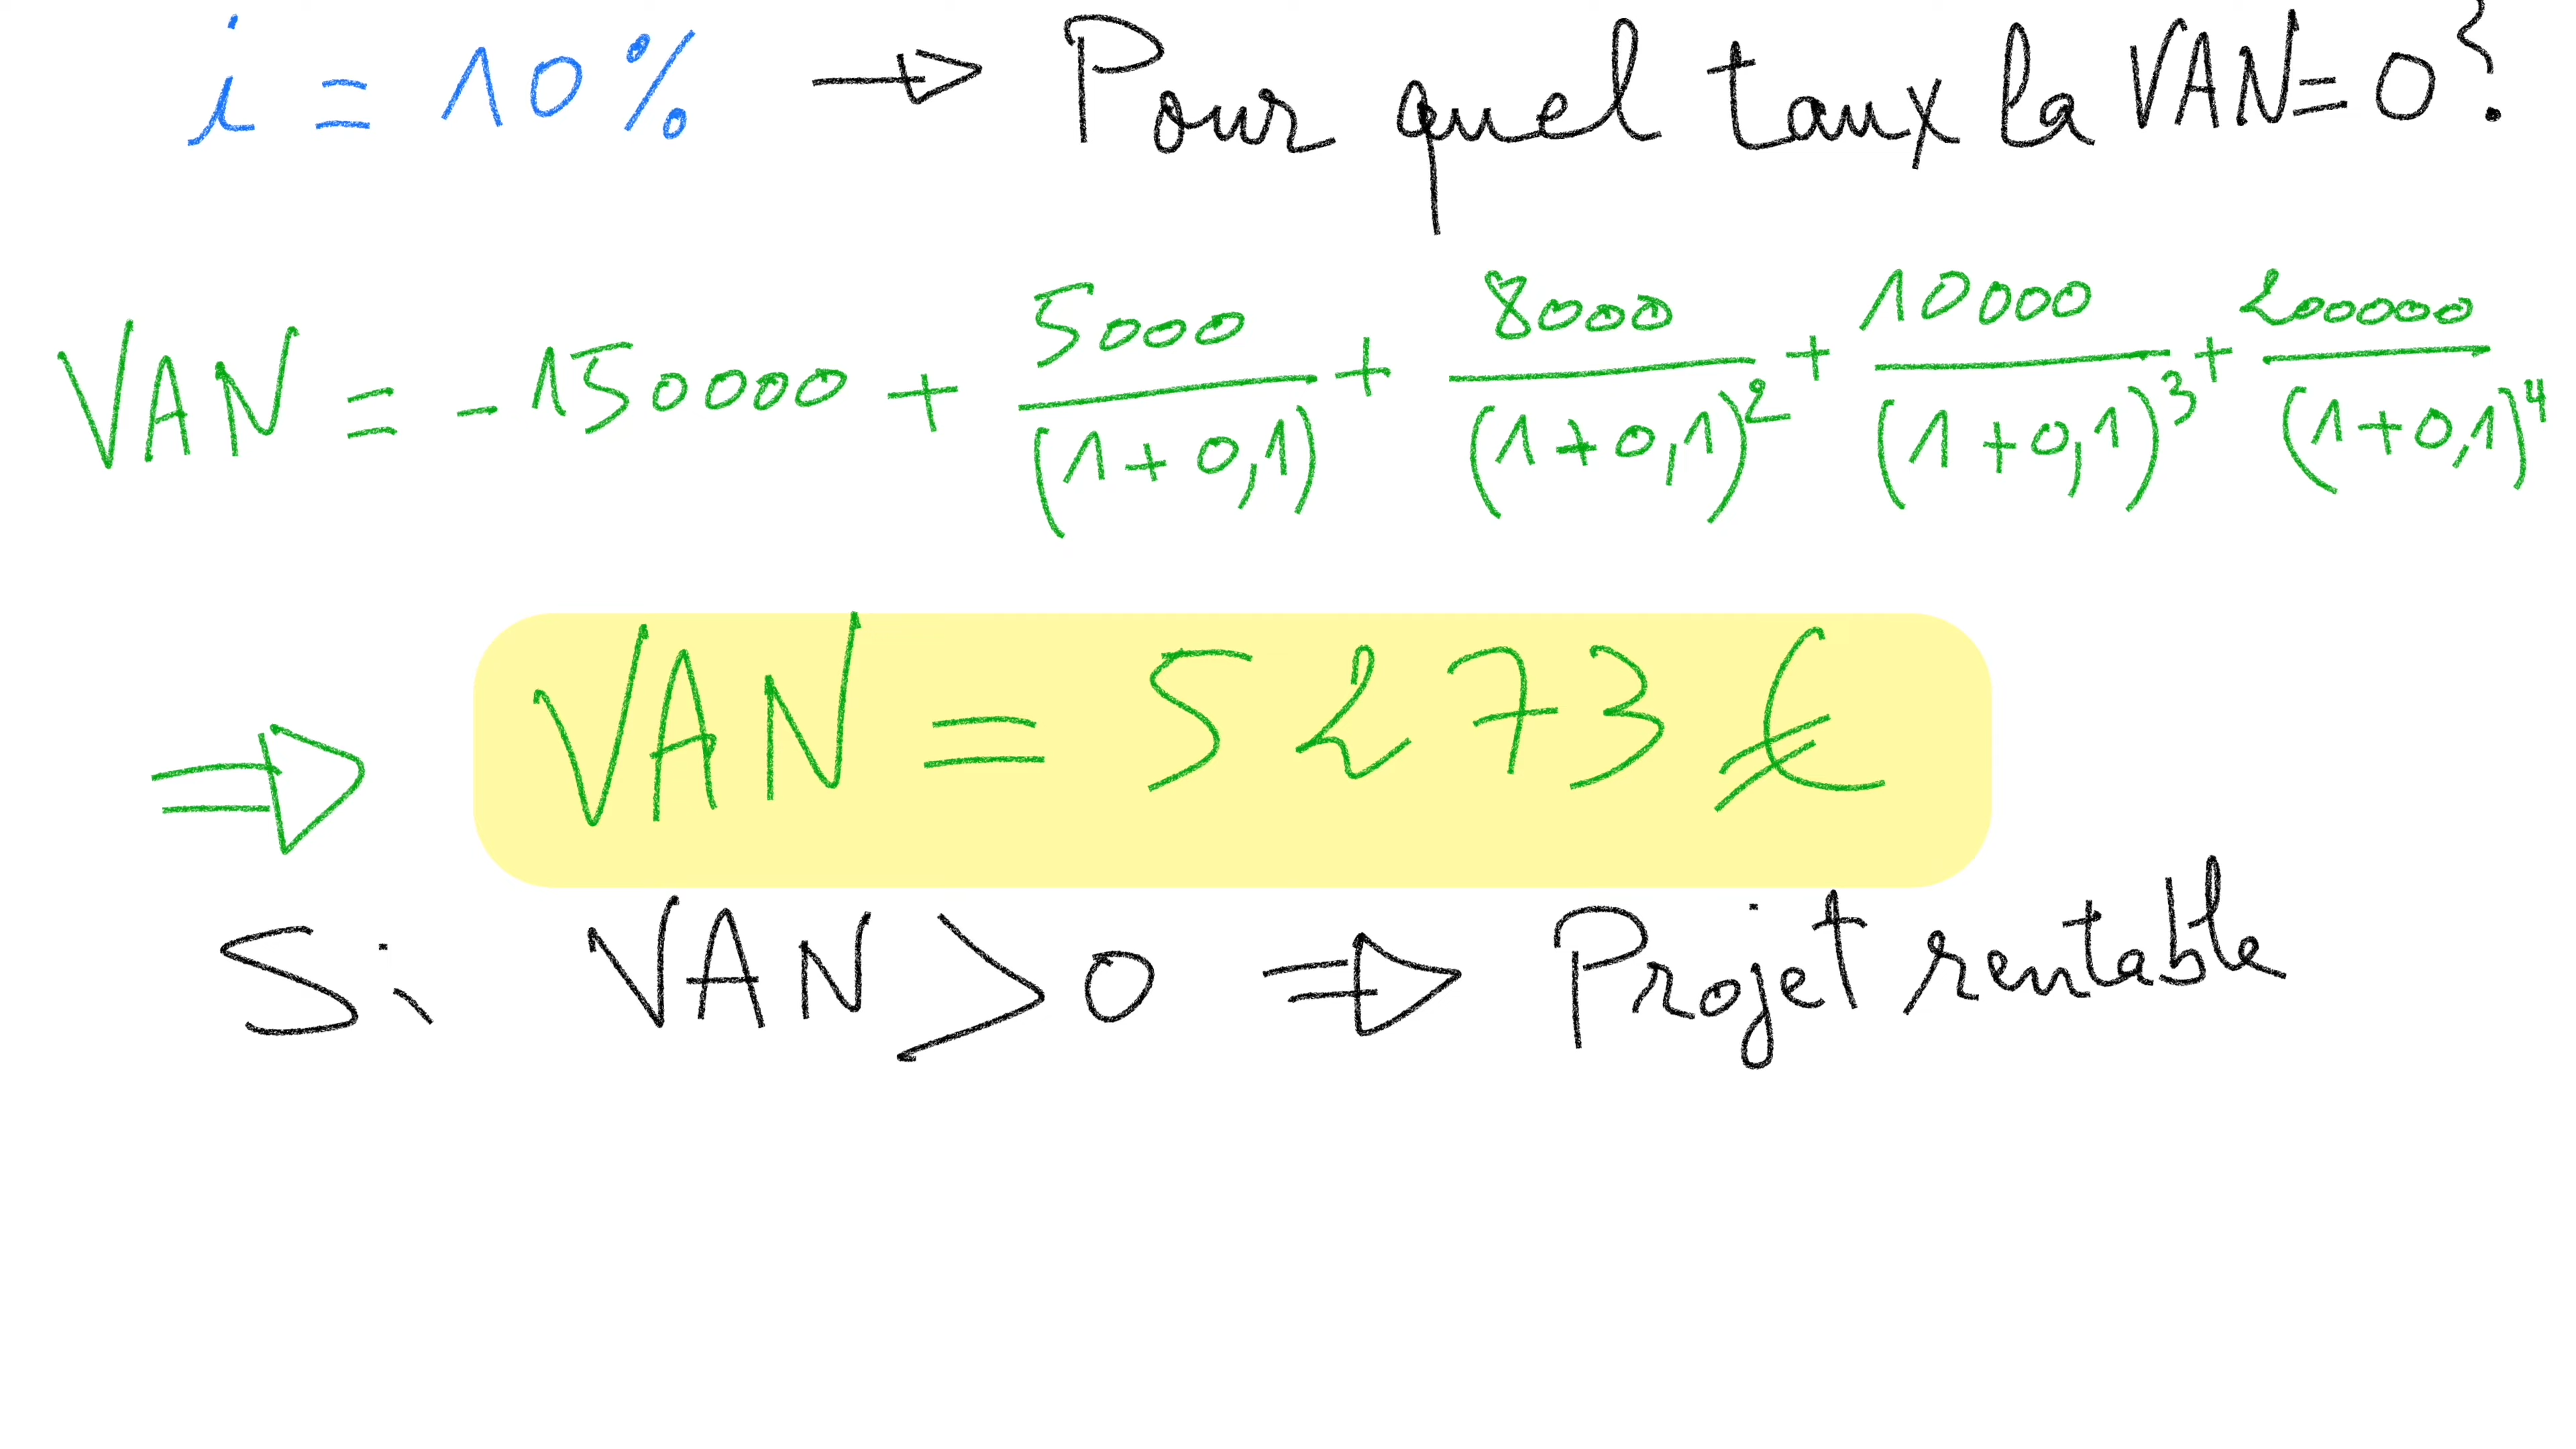 i = 10% → Pour quel taux la VAN = 0 ?
VAN = -150000 + 5000/(1+0,1) + 8000/(1+0,1)² + 10000/(1+0,1)³ + 200000/(1+0,1)⁴
⇒ VAN = 5273 €
Si VAN > 0 ⇒ Projet rentable